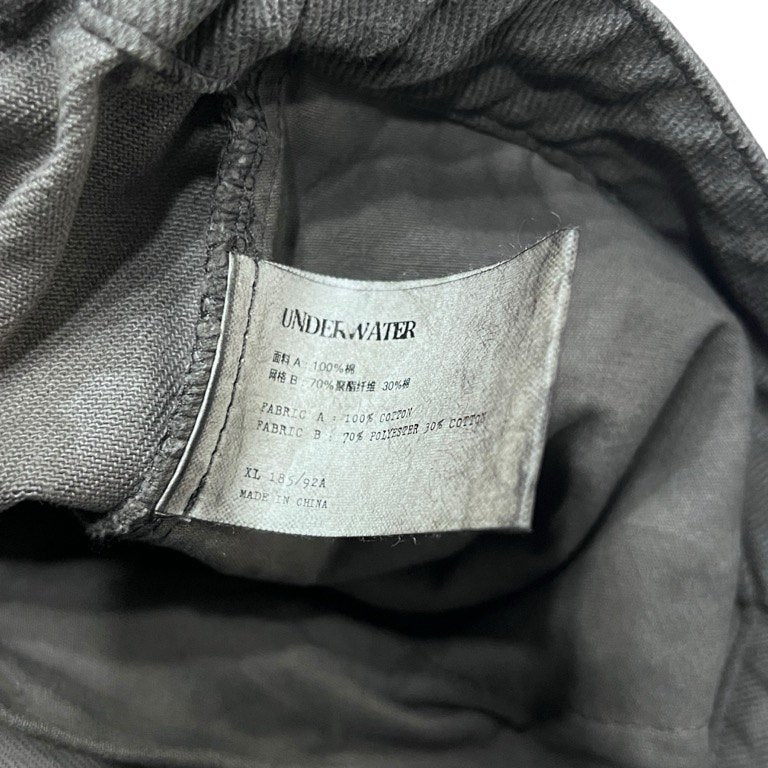 UNDERWATER
面料 A : 100%棉
网格 B : 70%聚酯纤维 30%棉
FABRIC A : 100% COTTON
FABRIC B : 70% POLYESTER 30% COTTON
XL 185/92A
MADE IN CHINA